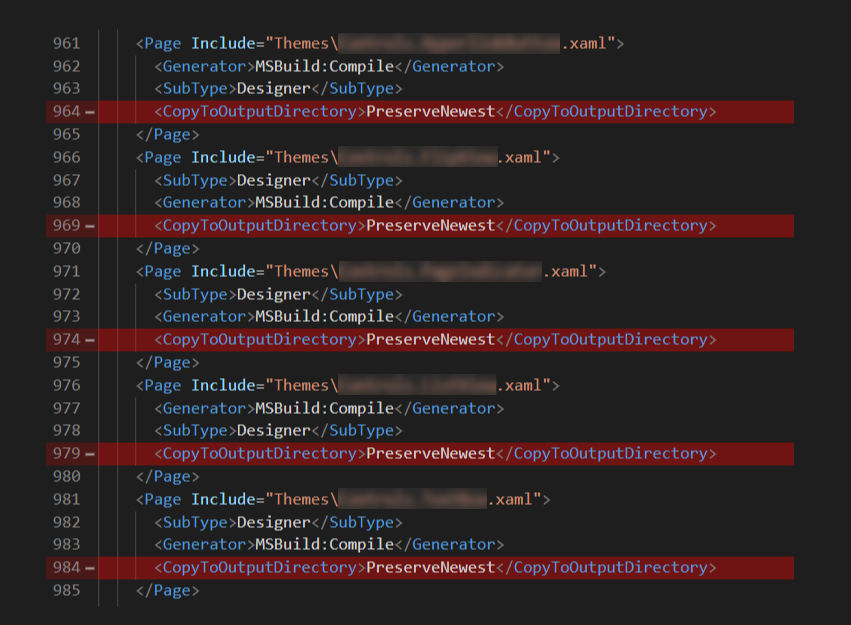 961 <Page Include="Themes\ .xaml">
962 <Generator>MSBuild:Compile</Generator>
963 <SubType>Designer</SubType>
964 − <CopyToOutputDirectory>PreserveNewest</CopyToOutputDirectory>
965 </Page>
966 <Page Include="Themes\ .xaml">
967 <SubType>Designer</SubType>
968 <Generator>MSBuild:Compile</Generator>
969 − <CopyToOutputDirectory>PreserveNewest</CopyToOutputDirectory>
970 </Page>
971 <Page Include="Themes\ .xaml">
972 <SubType>Designer</SubType>
973 <Generator>MSBuild:Compile</Generator>
974 − <CopyToOutputDirectory>PreserveNewest</CopyToOutputDirectory>
975 </Page>
976 <Page Include="Themes\ .xaml">
977 <Generator>MSBuild:Compile</Generator>
978 <SubType>Designer</SubType>
979 − <CopyToOutputDirectory>PreserveNewest</CopyToOutputDirectory>
980 </Page>
981 <Page Include="Themes\ .xaml">
982 <SubType>Designer</SubType>
983 <Generator>MSBuild:Compile</Generator>
984 − <CopyToOutputDirectory>PreserveNewest</CopyToOutputDirectory>
985 </Page>